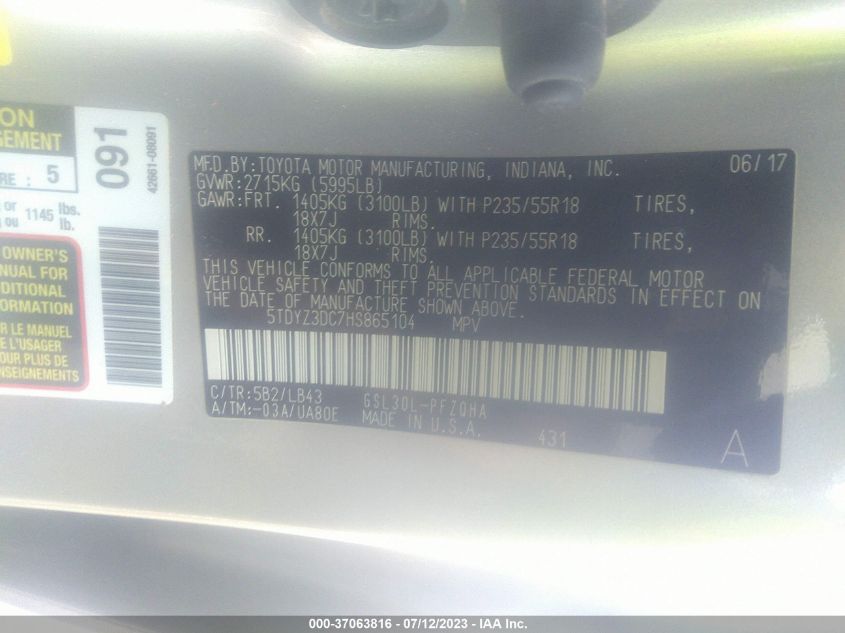 ON
GEMENT
RE : 5
or
ou 1145 lbs.
lb.
OWNER'S
NUAL FOR
DITIONAL
ORMATION
R LE MANUEL
E L'USAGER
POUR PLUS DE
NSEIGNEMENTS
091
42661-08091
MFD.BY:TOYOTA MOTOR MANUFACTURING, INDIANA, INC. 06/17
GVWR:2715KG (5995LB)
GAWR:FRT. 1405KG (3100LB) WITH P235/55R18 TIRES,
18X7J RIMS.
RR. 1405KG (3100LB) WITH P235/55R18 TIRES,
18X7J RIMS.
THIS VEHICLE CONFORMS TO ALL APPLICABLE FEDERAL MOTOR
VEHICLE SAFETY AND THEFT PREVENTION STANDARDS IN EFFECT ON
THE DATE OF MANUFACTURE SHOWN ABOVE.
5TDYZ3DC7HS865104 MPV
C/TR:5B2/LB43 GSL30L-PFZQHA
A/TM:-03A/UA80E MADE IN U.S.A. 431
A
000-37063816 - 07/12/2023 - IAA Inc.